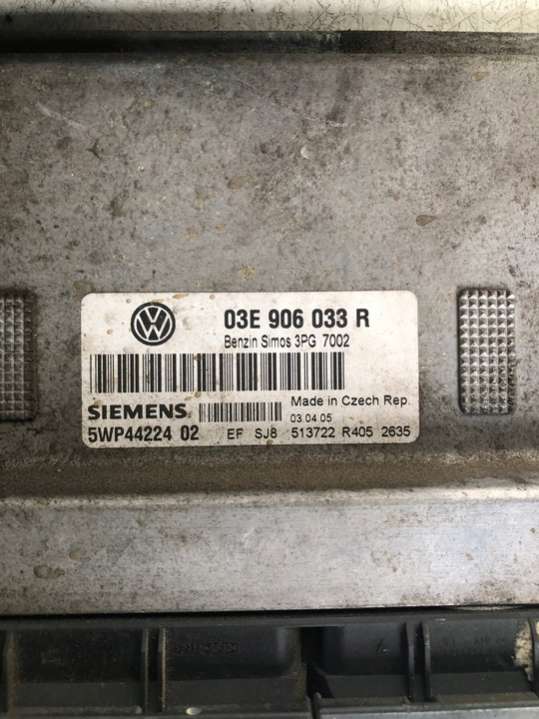 03E 906 033 R
Benzin Simos 3PG 7002
SIEMENS
Made in Czech Rep.
03.04.05
5WP44224 02
EF SJ8 513722 R405 2635